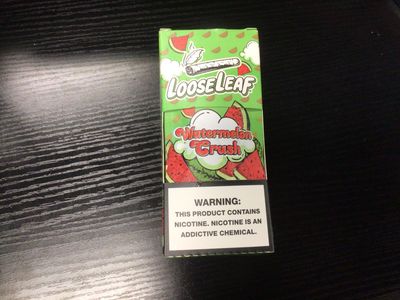 LOOSELEAF
Watermelon
Crush
WARNING:
THIS PRODUCT CONTAINS
NICOTINE. NICOTINE IS AN
ADDICTIVE CHEMICAL.